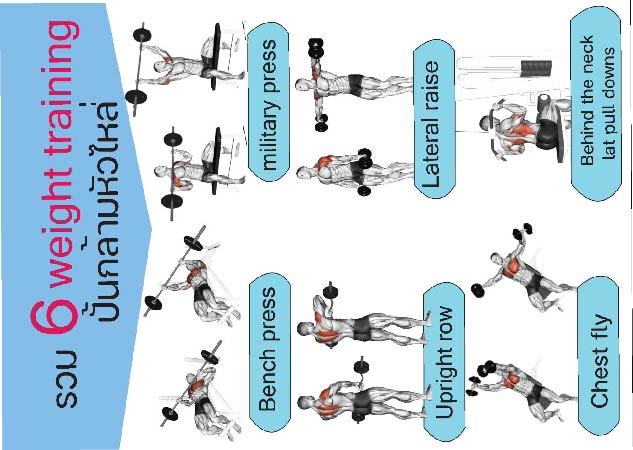 รวม 6 weight training
ปั้นกล้ามหัวไหล่
Bench press
military press
Upright row
Lateral raise
Chest fly
Behind the neck
lat pull downs